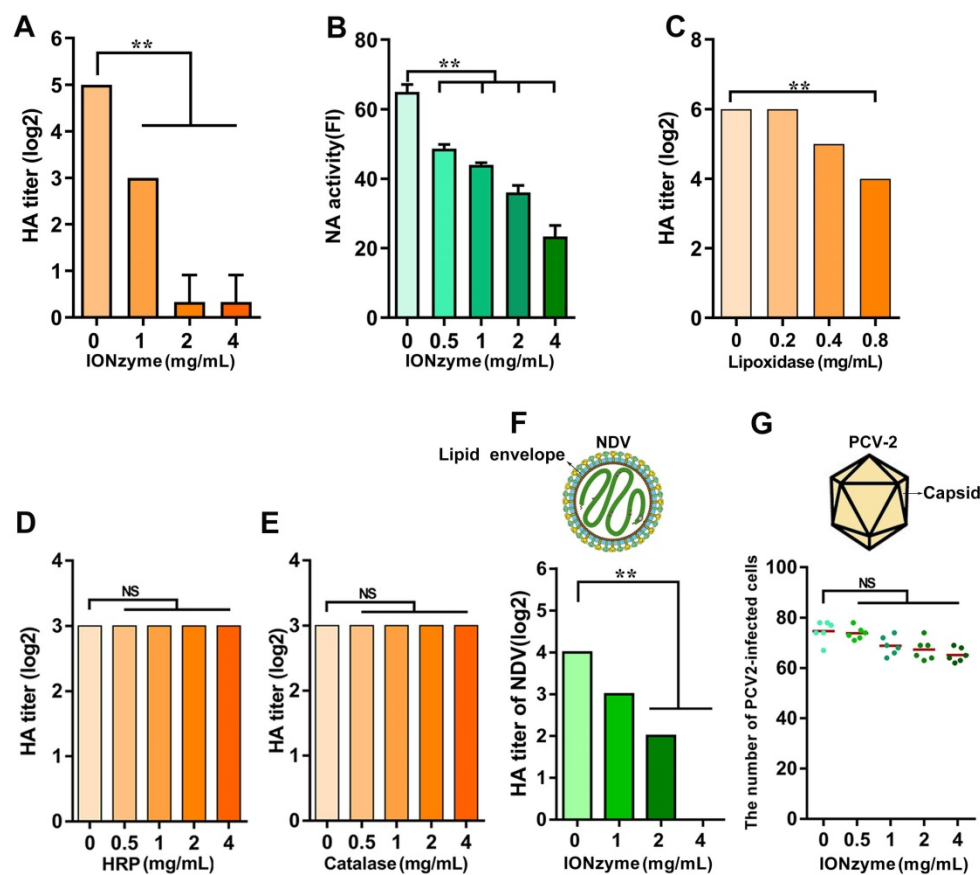 A
**
HA titer (log2)
6
5
4
3
2
1
0
0 1 2 4
IONzyme (mg/mL)
B
**
NA activity(FI)
80
60
40
20
0
0 0.5 1 2 4
IONzyme (mg/mL)
C
**
HA titer (log2)
8
6
4
2
0
0 0.2 0.4 0.8
Lipoxidase (mg/mL)
D
NS
HA titer (log2)
4
3
2
1
0
0 0.5 1 2 4
HRP (mg/mL)
E
NS
HA titer (log2)
4
3
2
1
0
0 0.5 1 2 4
Catalase (mg/mL)
F
NDV
Lipid envelope
**
HA titer of NDV(log2)
6
5
4
3
2
1
0
0 1 2 4
IONzyme (mg/mL)
G
PCV-2
Capsid
NS
The number of PCV2-infected cells
100
80
60
40
20
0
0 0.5 1 2 4
IONzyme (mg/mL)